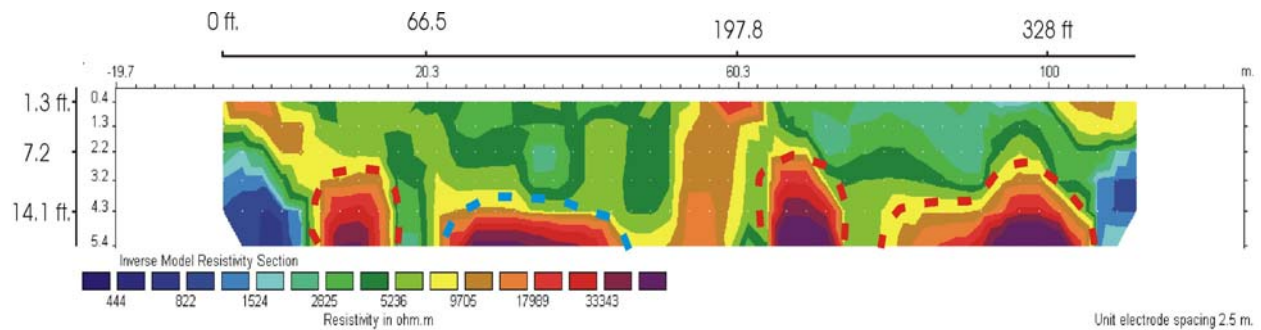 0 ft. 66.5 197.8 328 ft
-19.7 20.3 60.3 100 m.
1.3 ft. 0.4
1.3
7.2 2.2
3.2
14.1 ft. 4.3
5.4
Inverse Model Resistivity Section
444 822 1524 2825 5236 9705 17989 33343
Resistivity in ohm.m Unit electrode spacing 2.5 m.